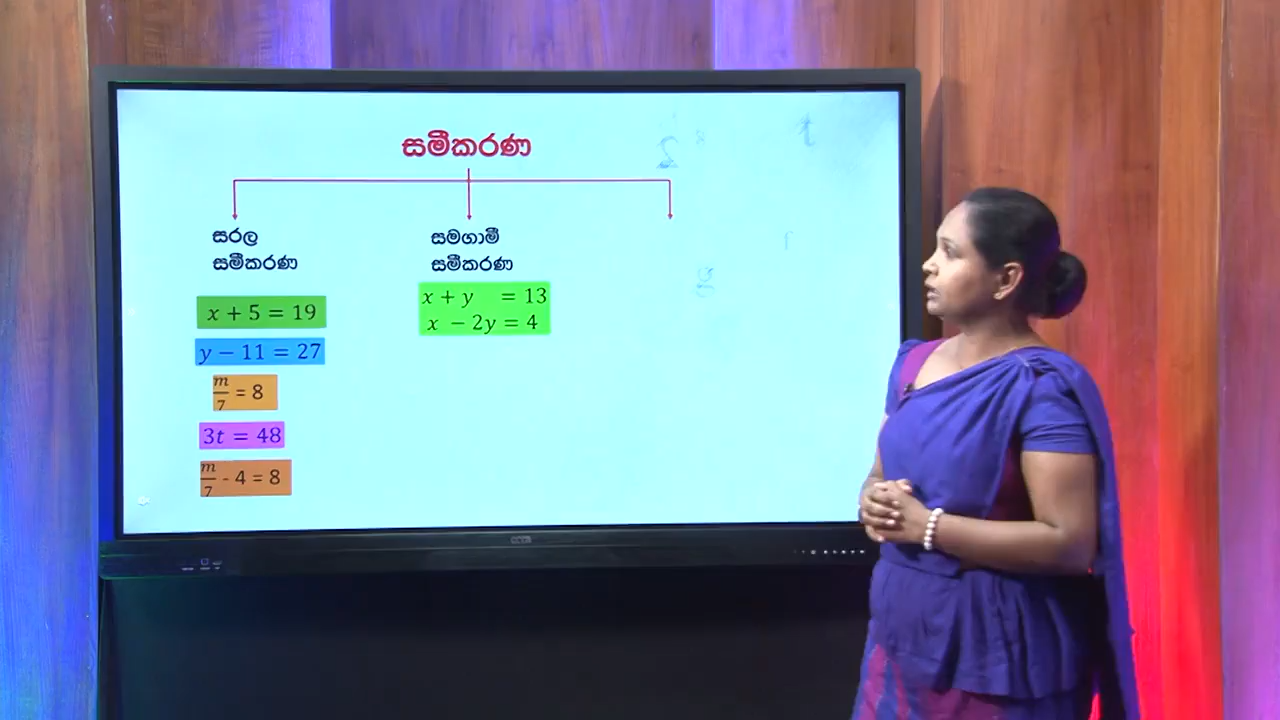 සමීකරණ
සරල
සමීකරණ
x + 5 = 19
y − 11 = 27
m/7 = 8
3t = 48
m/7 - 4 = 8
සමගාමී
සමීකරණ
x + y = 13
x − 2y = 4